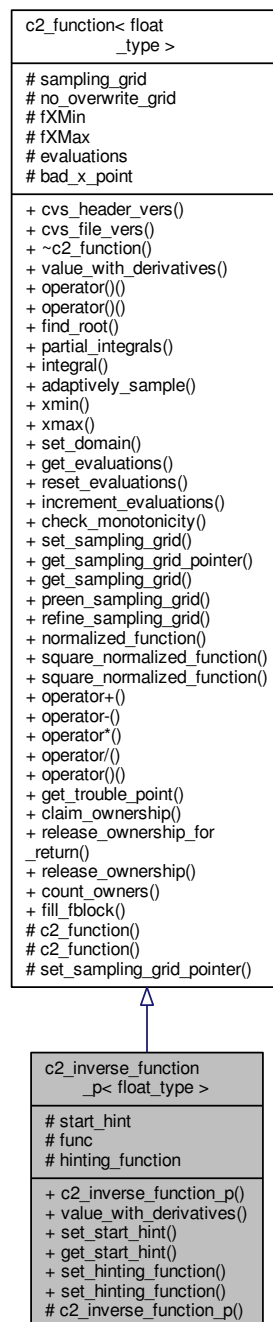 c2_function< float
_type >
# sampling_grid
# no_overwrite_grid
# fXMin
# fXMax
# evaluations
# bad_x_point
+ cvs_header_vers()
+ cvs_file_vers()
+ ~c2_function()
+ value_with_derivatives()
+ operator()()
+ operator()()
+ find_root()
+ partial_integrals()
+ integral()
+ adaptively_sample()
+ xmin()
+ xmax()
+ set_domain()
+ get_evaluations()
+ reset_evaluations()
+ increment_evaluations()
+ check_monotonicity()
+ set_sampling_grid()
+ get_sampling_grid_pointer()
+ get_sampling_grid()
+ preen_sampling_grid()
+ refine_sampling_grid()
+ normalized_function()
+ square_normalized_function()
+ square_normalized_function()
+ operator+()
+ operator-()
+ operator*()
+ operator/()
+ operator()()
+ get_trouble_point()
+ claim_ownership()
+ release_ownership_for
_return()
+ release_ownership()
+ count_owners()
+ fill_fblock()
# c2_function()
# c2_function()
# set_sampling_grid_pointer()
c2_inverse_function
_p< float_type >
# start_hint
# func
# hinting_function
+ c2_inverse_function_p()
+ value_with_derivatives()
+ set_start_hint()
+ get_start_hint()
+ set_hinting_function()
+ set_hinting_function()
# c2_inverse_function_p()